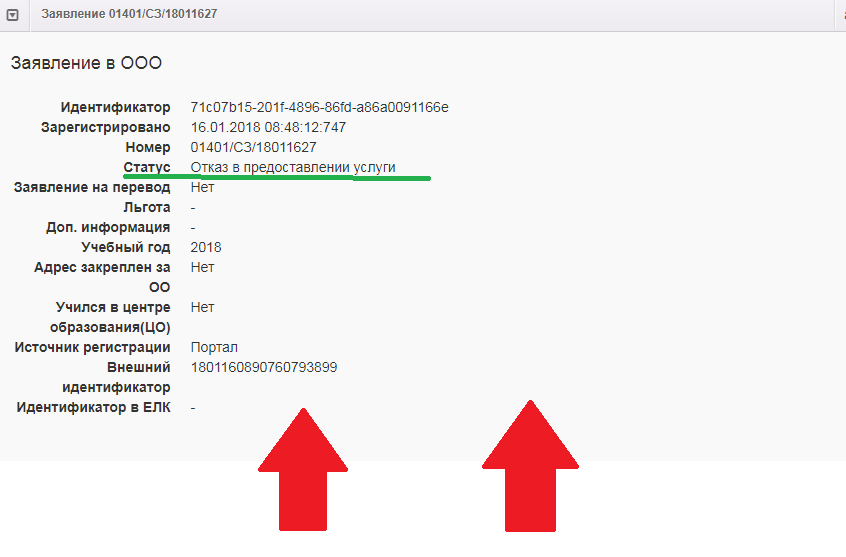 Заявление 01401/СЗ/18011627
Заявление в ООО
Идентификатор 71c07b15-201f-4896-86fd-a86a0091166e
Зарегистрировано 16.01.2018 08:48:12:747
Номер 01401/СЗ/18011627
Статус Отказ в предоставлении услуги
Заявление на перевод Нет
Льгота -
Доп. информация -
Учебный год 2018
Адрес закреплен за Нет
ОО
Учился в центре Нет
образования(ЦО)
Источник регистрации Портал
Внешний 1801160890760793899
идентификатор
Идентификатор в ЕЛК -